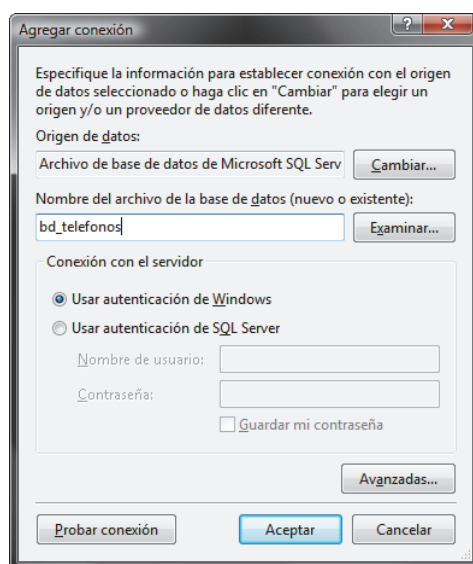 Agregar conexión
Especifique la información para establecer conexión con el origen
de datos seleccionado o haga clic en "Cambiar" para elegir un
origen y/o un proveedor de datos diferente.
Origen de datos:
Archivo de base de datos de Microsoft SQL Serv
Cambiar...
Nombre del archivo de la base de datos (nuevo o existente):
bd_telefonos
Examinar...
Conexión con el servidor
Usar autenticación de Windows
Usar autenticación de SQL Server
Nombre de usuario:
Contraseña:
Guardar mi contraseña
Avanzadas...
Probar conexión
Aceptar
Cancelar